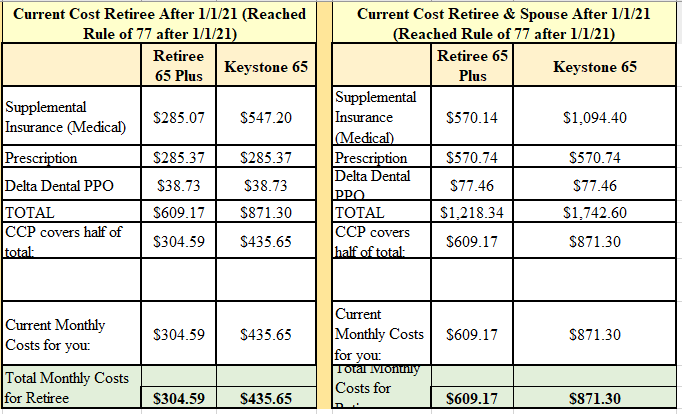 Current Cost Retiree After 1/1/21 (Reached
Rule of 77 after 1/1/21)
Retiree
65 Plus
Keystone 65
Supplemental
Insurance (Medical)
$285.07
$547.20
Prescription
$285.37
$285.37
Delta Dental PPO
$38.73
$38.73
TOTAL
$609.17
$871.30
CCP covers half of
total:
$304.59
$435.65
Current Monthly
Costs for you:
$304.59
$435.65
Total Monthly Costs
for Retiree
$304.59
$435.65
Current Cost Retiree & Spouse After 1/1/21
(Reached Rule of 77 after 1/1/21)
Retiree 65
Plus
Keystone 65
Supplemental
Insurance
(Medical)
$570.14
$1,094.40
Prescription
$570.74
$570.74
Delta Dental
PPO
$77.46
$77.46
TOTAL
$1,218.34
$1,742.60
CCP covers
half of total:
$609.17
$871.30
Current
Monthly Costs
for you:
$609.17
$871.30
Total Monthly
Costs for
$609.17
$871.30